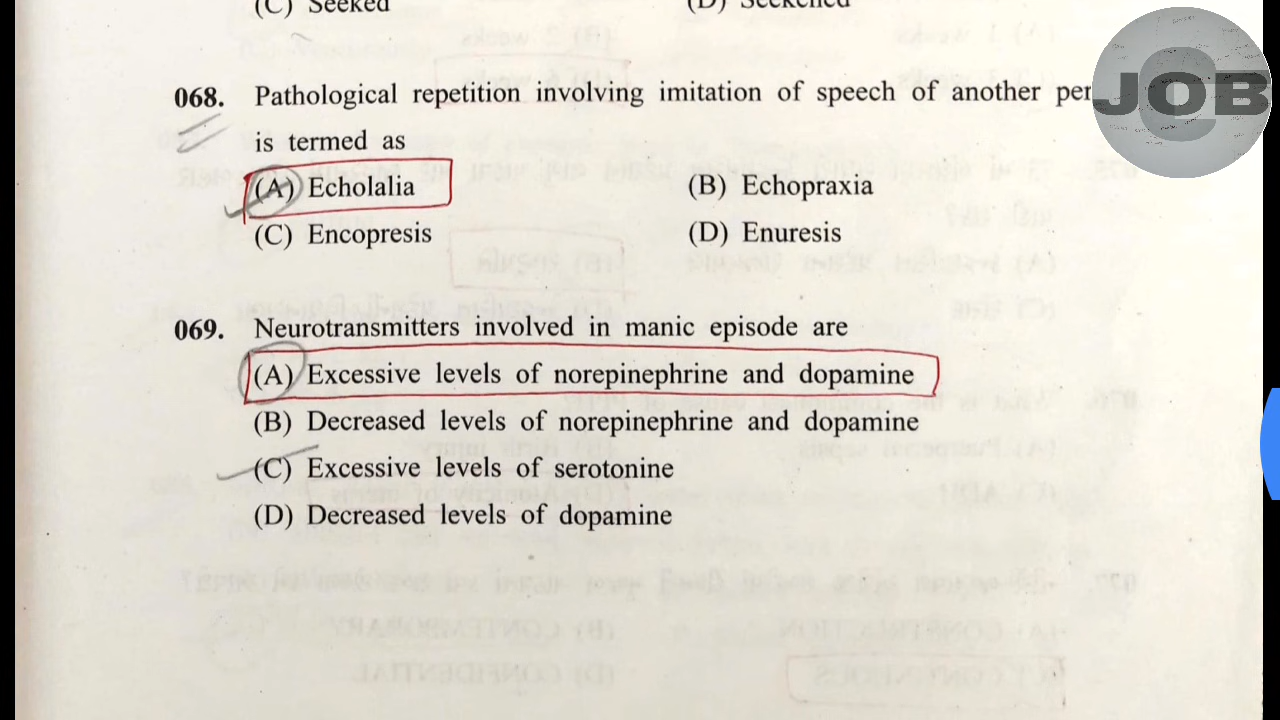 (C) Seeked (D) Seekened
068. Pathological repetition involving imitation of speech of another per
is termed as
(A) Echolalia (B) Echopraxia
(C) Encopresis (D) Enuresis
069. Neurotransmitters involved in manic episode are
(A) Excessive levels of norepinephrine and dopamine
(B) Decreased levels of norepinephrine and dopamine
(C) Excessive levels of serotonine
(D) Decreased levels of dopamine
JOB
C